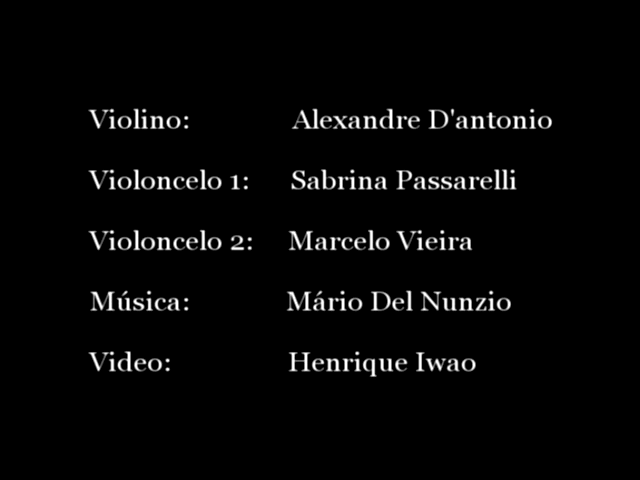 Violino: Alexandre D'antonio
Violoncelo 1: Sabrina Passarelli
Violoncelo 2: Marcelo Vieira
Música: Mário Del Nunzio
Video: Henrique Iwao